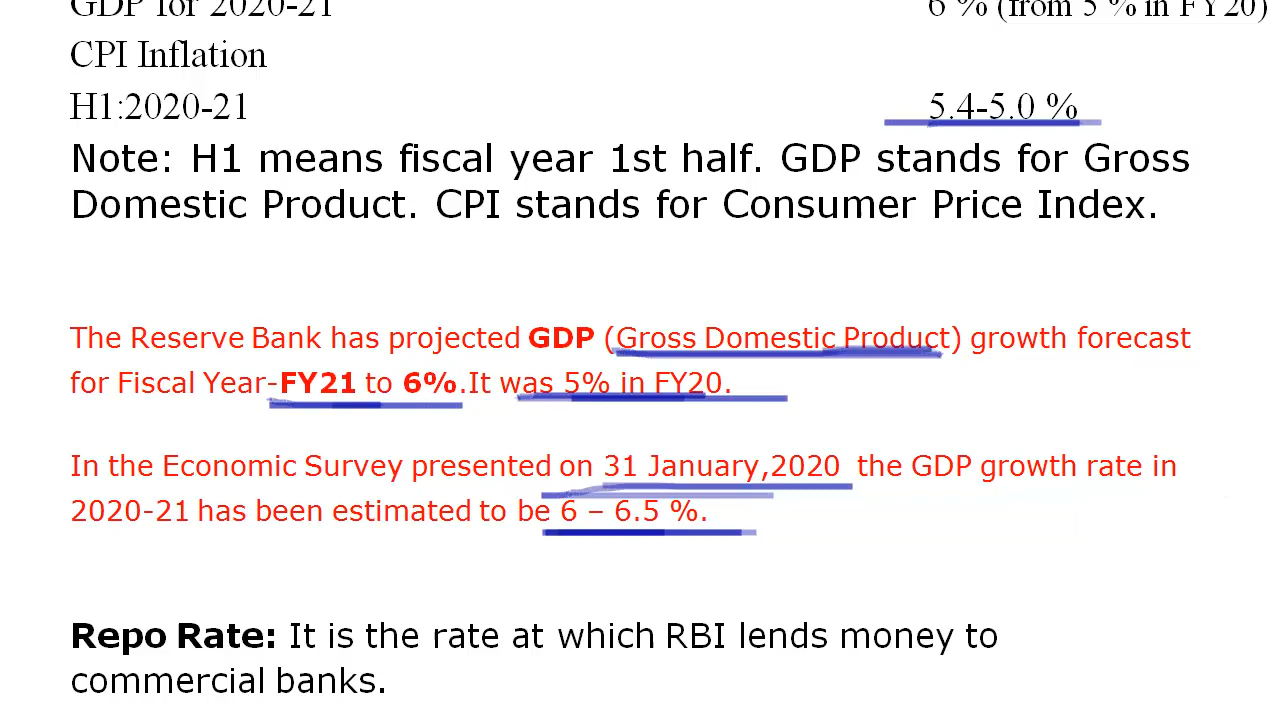 GDP for 2020-21 6 % (from 5 % in FY20)
CPI Inflation
H1:2020-21 5.4-5.0 %
Note: H1 means fiscal year 1st half. GDP stands for Gross
Domestic Product. CPI stands for Consumer Price Index.
The Reserve Bank has projected GDP (Gross Domestic Product) growth forecast
for Fiscal Year-FY21 to 6%.It was 5% in FY20.
In the Economic Survey presented on 31 January,2020 the GDP growth rate in
2020-21 has been estimated to be 6 – 6.5 %.
Repo Rate: It is the rate at which RBI lends money to
commercial banks.